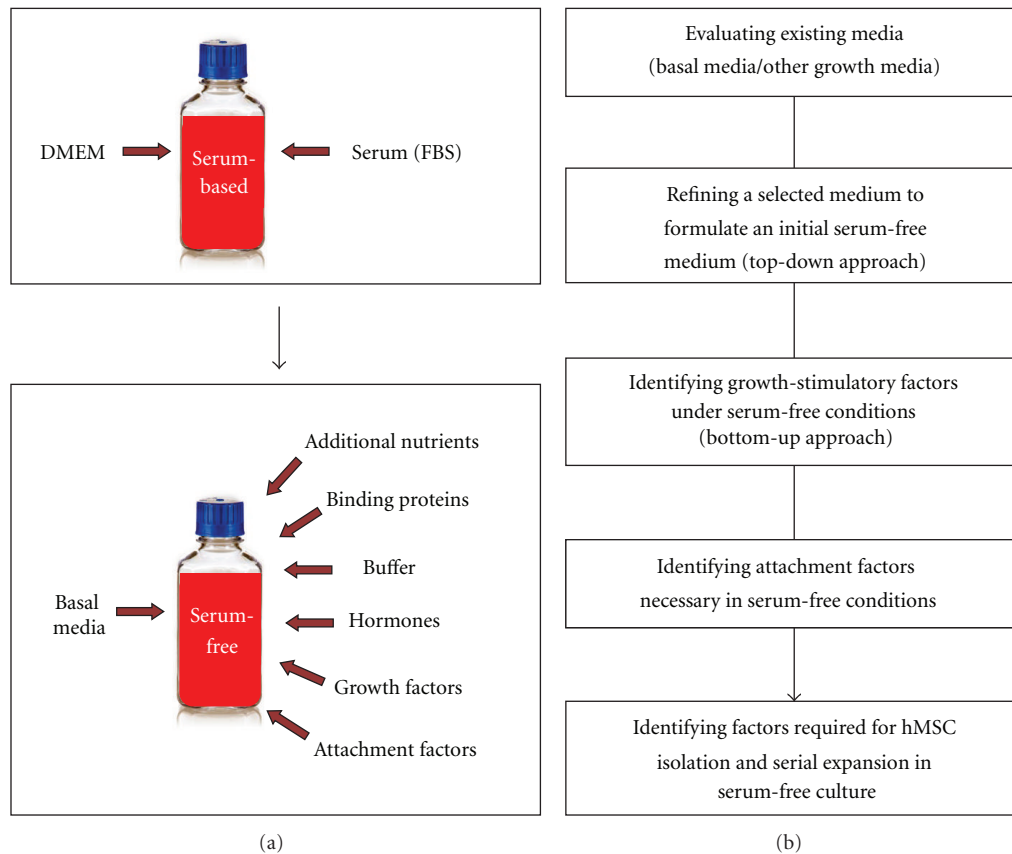 DMEM
Serum-
based
Serum (FBS)
Additional nutrients
Binding proteins
Buffer
Hormones
Growth factors
Attachment factors
Basal
media
Serum-
free
(a)
Evaluating existing media
(basal media/other growth media)
Refining a selected medium to
formulate an initial serum-free
medium (top-down approach)
Identifying growth-stimulatory factors
under serum-free conditions
(bottom-up approach)
Identifying attachment factors
necessary in serum-free conditions
Identifying factors required for hMSC
isolation and serial expansion in
serum-free culture
(b)